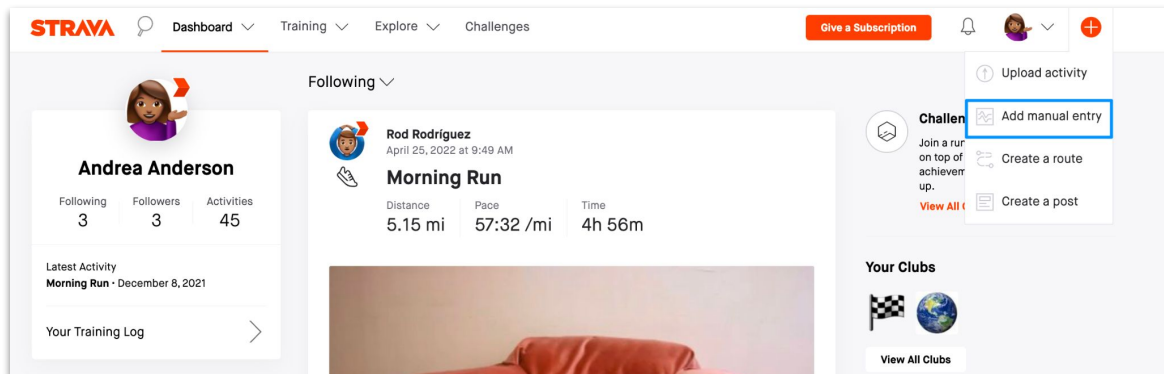 STRAVA
Dashboard
Training
Explore
Challenges
Give a Subscription
Upload activity
Add manual entry
Create a route
Create a post
Following
Andrea Anderson
Following Followers Activities
3 3 45
Latest Activity
Morning Run · December 8, 2021
Your Training Log
Rod Rodríguez
April 25, 2022 at 9:49 AM
Morning Run
Distance Pace Time
5.15 mi 57:32 /mi 4h 56m
Join a
on top of
up.
View All
Your Clubs
View All Clubs